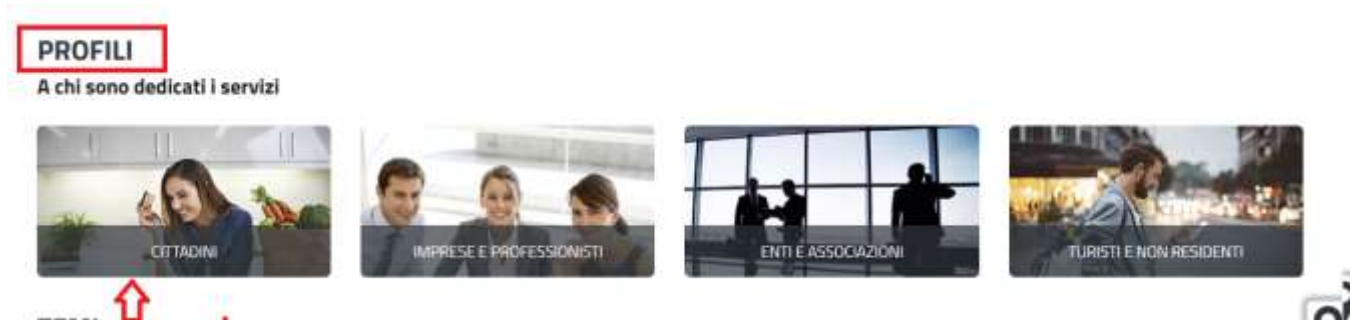 PROFILI
A chi sono dedicati i servizi
CITTADINI
IMPRESE E PROFESSIONISTI
ENTI E ASSOCIAZIONI
TURISTI E NON RESIDENTI